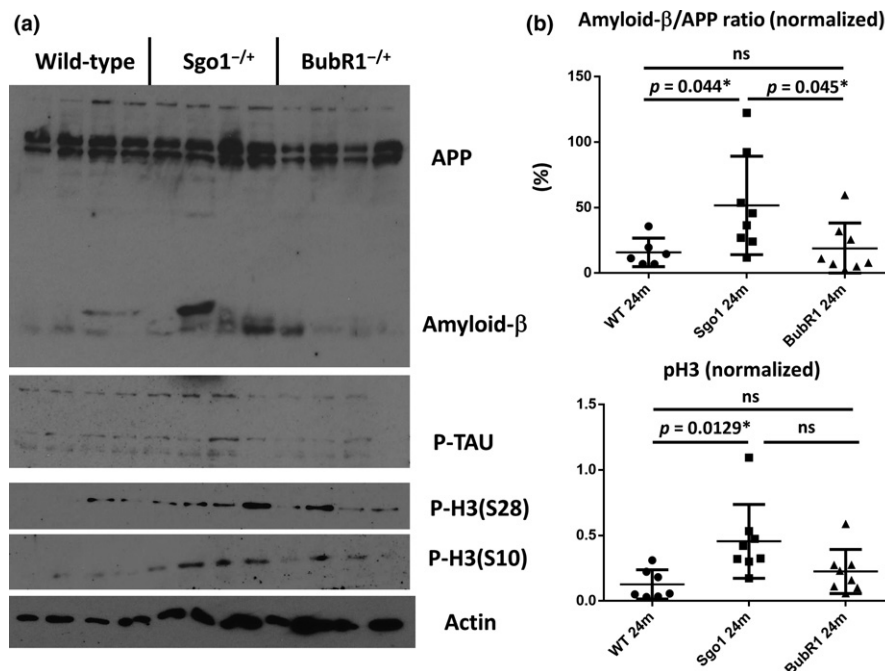 (a)
Wild-type Sgo1⁻/⁺ BubR1⁻/⁺
APP
Amyloid-β
P-TAU
P-H3(S28)
P-H3(S10)
Actin
(b)
Amyloid-β/APP ratio (normalized)
ns
p = 0.044* p = 0.045*
150
100
50
0
(%)
WT 24m Sgo1 24m BubR1 24m
pH3 (normalized)
ns
p = 0.0129* ns
1.5
1.0
0.5
0.0
WT 24m Sgo1 24m BubR1 24m